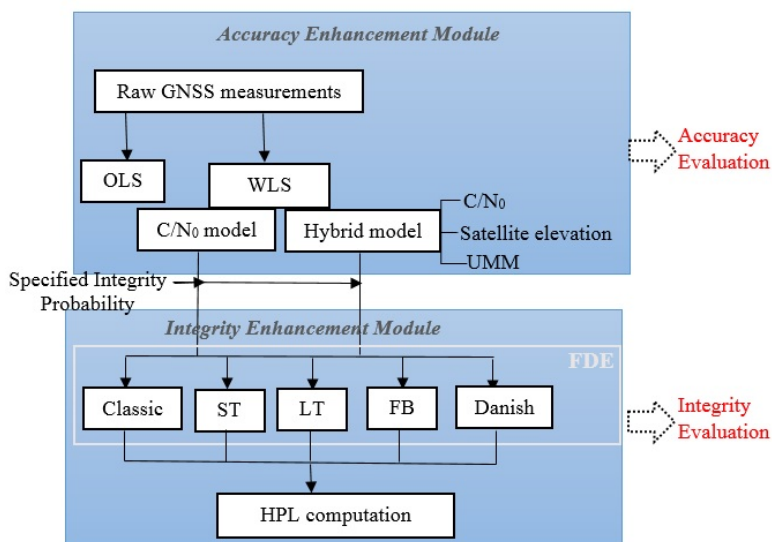 Accuracy Enhancement Module
Raw GNSS measurements
OLS
WLS
C/N₀ model
Hybrid model
C/N₀
Satellite elevation
UMM
Accuracy
Evaluation
Specified Integrity
Probability
Integrity Enhancement Module
FDE
Classic
ST
LT
FB
Danish
Integrity
Evaluation
HPL computation